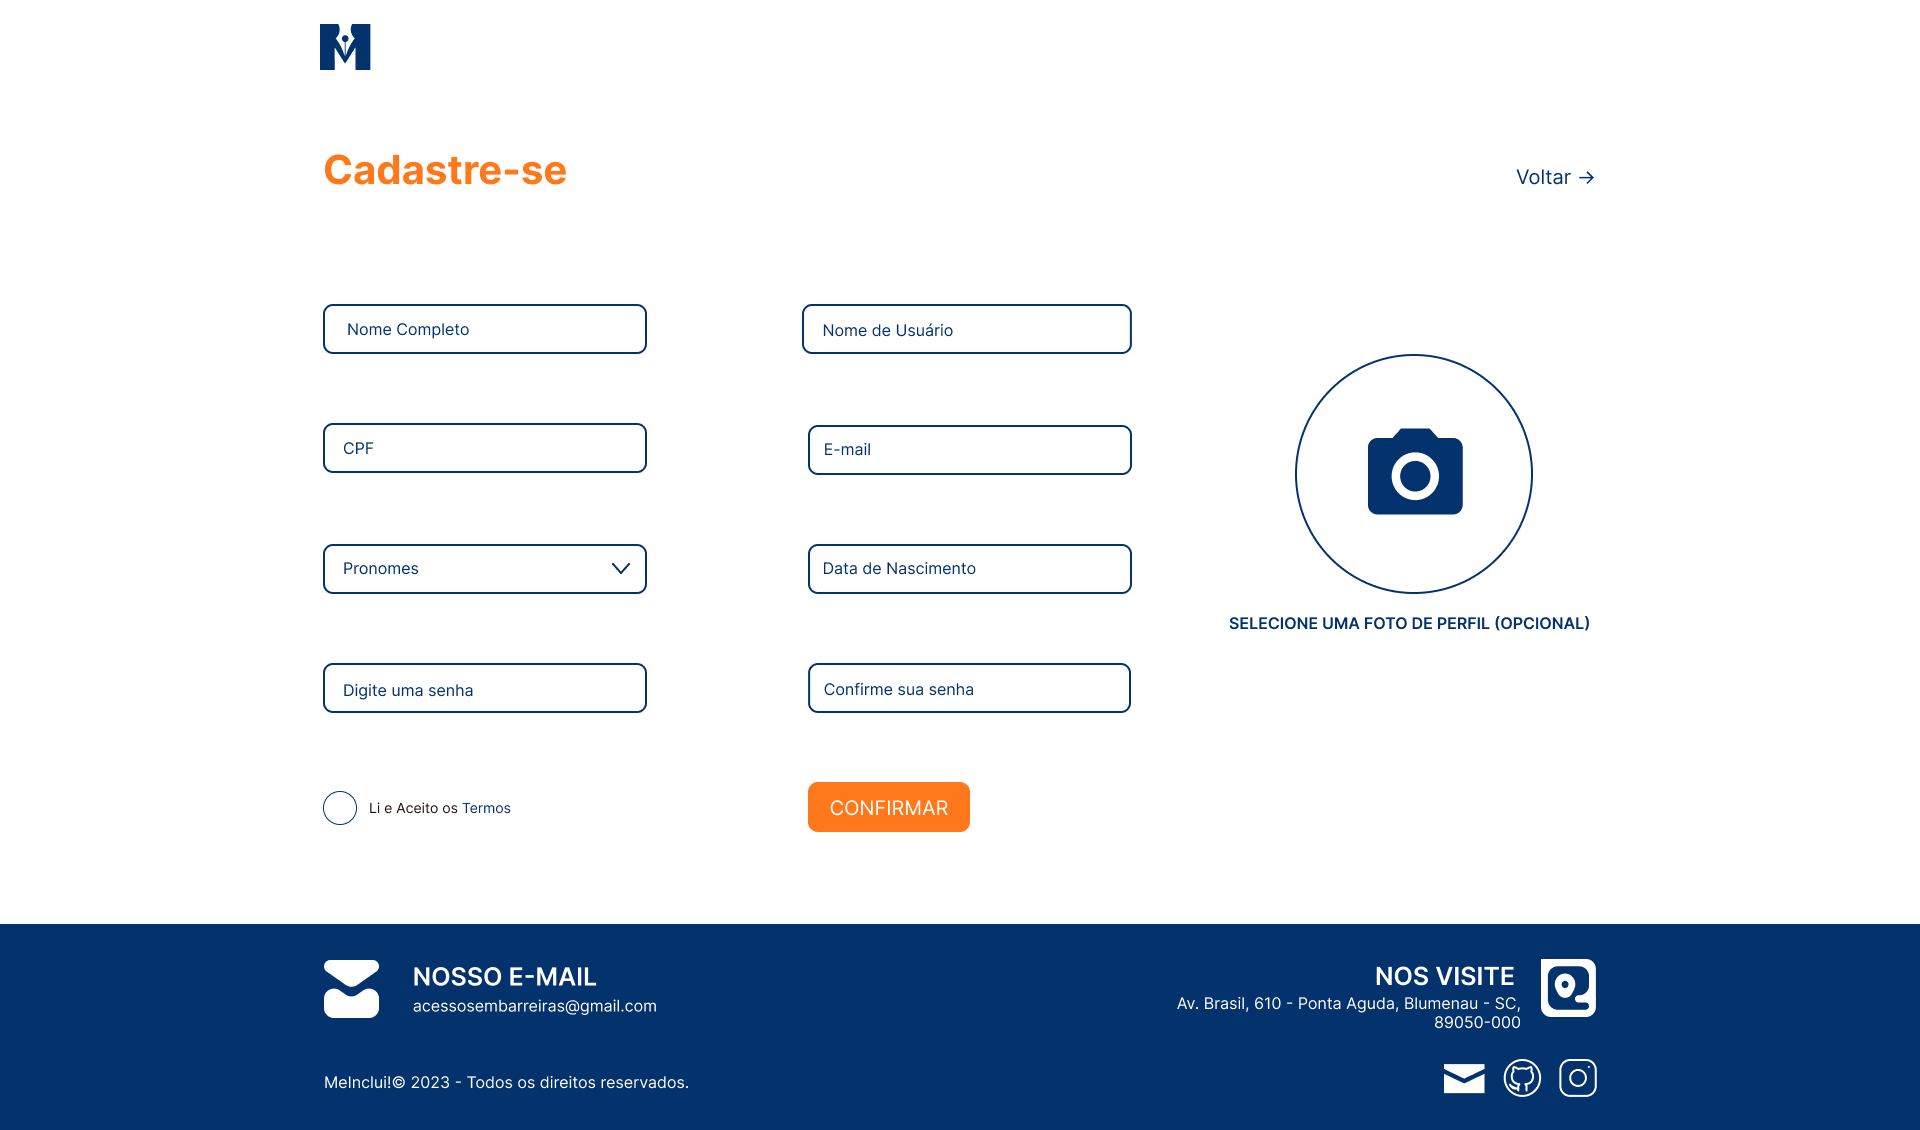 M
Cadastre-se
Voltar →
Nome Completo
Nome de Usuário
CPF
E-mail
Pronomes
Data de Nascimento
SELECIONE UMA FOTO DE PERFIL (OPCIONAL)
Digite uma senha
Confirme sua senha
Li e Aceito os Termos
CONFIRMAR
NOSSO E-MAIL
acessosembarreiras@gmail.com
NOS VISITE
Av. Brasil, 610 - Ponta Aguda, Blumenau - SC,
89050-000
MeInclui!© 2023 - Todos os direitos reservados.